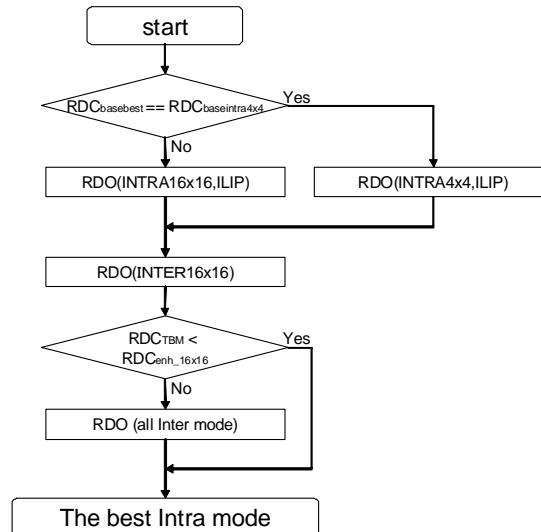 start
RDCbasebest == RDCbaseintra4x4
Yes
No
RDO(INTRA16x16,ILIP)
RDO(INTRA4x4,ILIP)
RDO(INTER16x16)
RDCTBM <
RDCenh_16x16
Yes
No
RDO (all Inter mode)
The best Intra mode